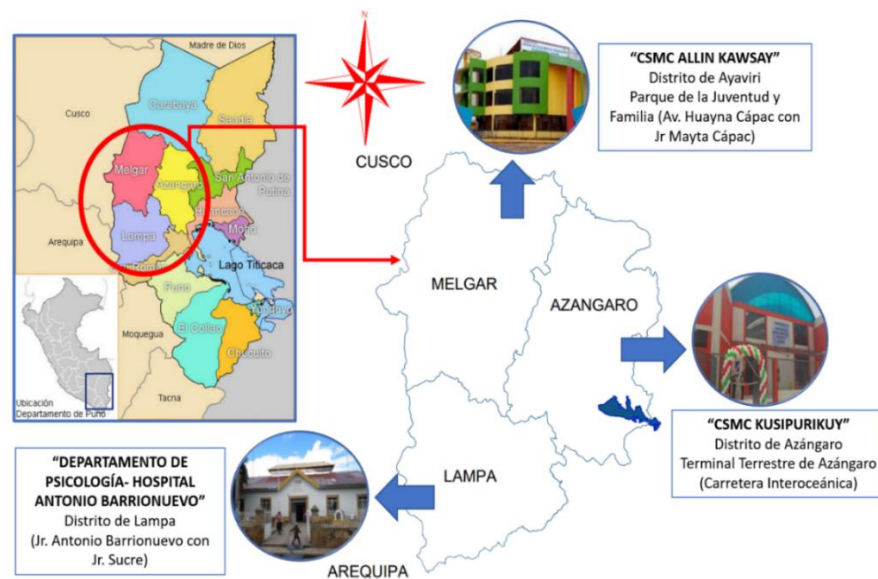 Madre de Dios
Cusco
Carabaya
Sandia
Melgar
Azángaro
San Antonio de
Putina
Huancané
Moho
Lampa
Arequipa
San Román
Lago Titicaca
Puno
Yunguyo
El Collao
Chucuito
Moquegua
Tacna
Ubicación
Departamento de Puno
N
CUSCO
"CSMC ALLIN KAWSAY"
Distrito de Ayaviri
Parque de la Juventud y
Familia (Av. Huayna Cápac con
Jr Mayta Cápac)
MELGAR
AZANGARO
"CSMC KUSIPURIKUY"
Distrito de Azángaro
Terminal Terrestre de Azángaro
(Carretera Interoceánica)
LAMPA
"DEPARTAMENTO DE
PSICOLOGÍA- HOSPITAL
ANTONIO BARRIONUEVO"
Distrito de Lampa
(Jr. Antonio Barrionuevo con
Jr. Sucre)
AREQUIPA